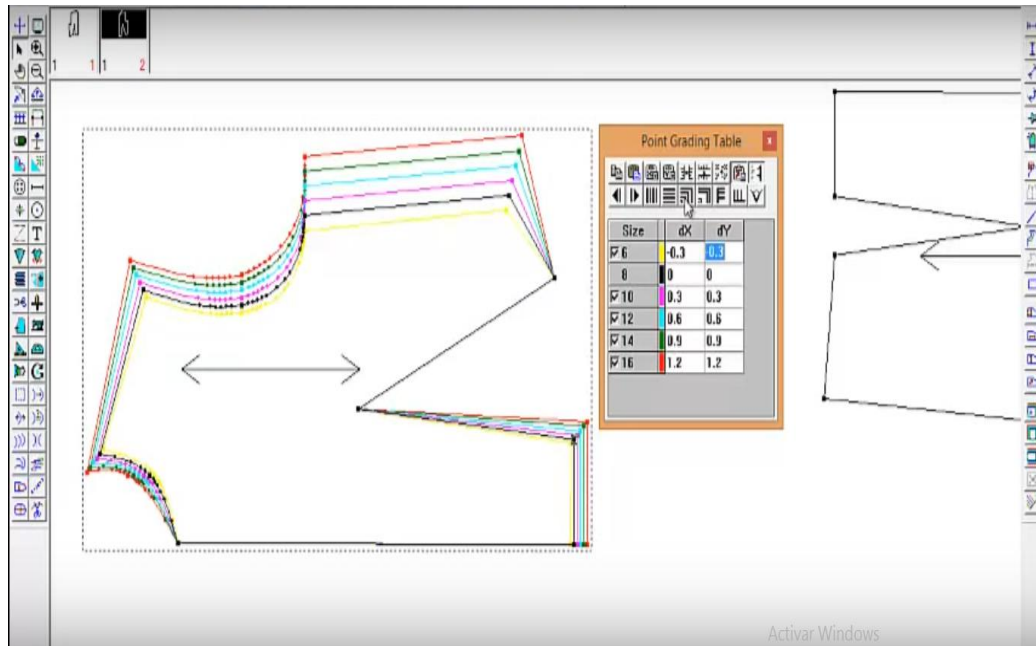 1 1 1 2
Point Grading Table
Size dX dY
6 -0.3 -0.3
8 0 0
10 0.3 0.3
12 0.6 0.6
14 0.9 0.9
16 1.2 1.2
Activar Windows